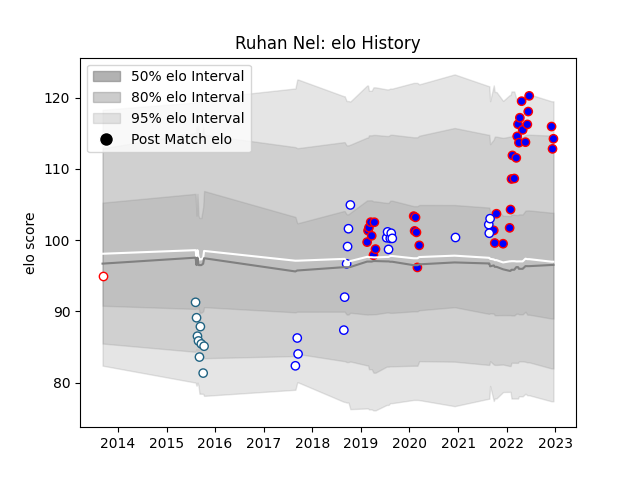 Ruhan Nel: elo History
50% elo Interval
80% elo Interval
95% elo Interval
Post Match elo
elo score
120
110
100
90
80
2014 2015 2016 2017 2018 2019 2020 2021 2022 2023